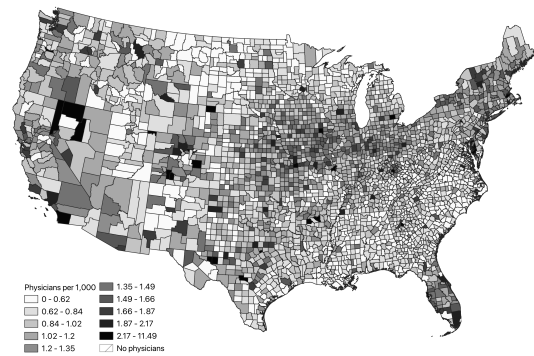 Physicians per 1,000
0 - 0.62
0.62 - 0.84
0.84 - 1.02
1.02 - 1.2
1.2 - 1.35
1.35 - 1.49
1.49 - 1.66
1.66 - 1.87
1.87 - 2.17
2.17 - 11.49
No physicians